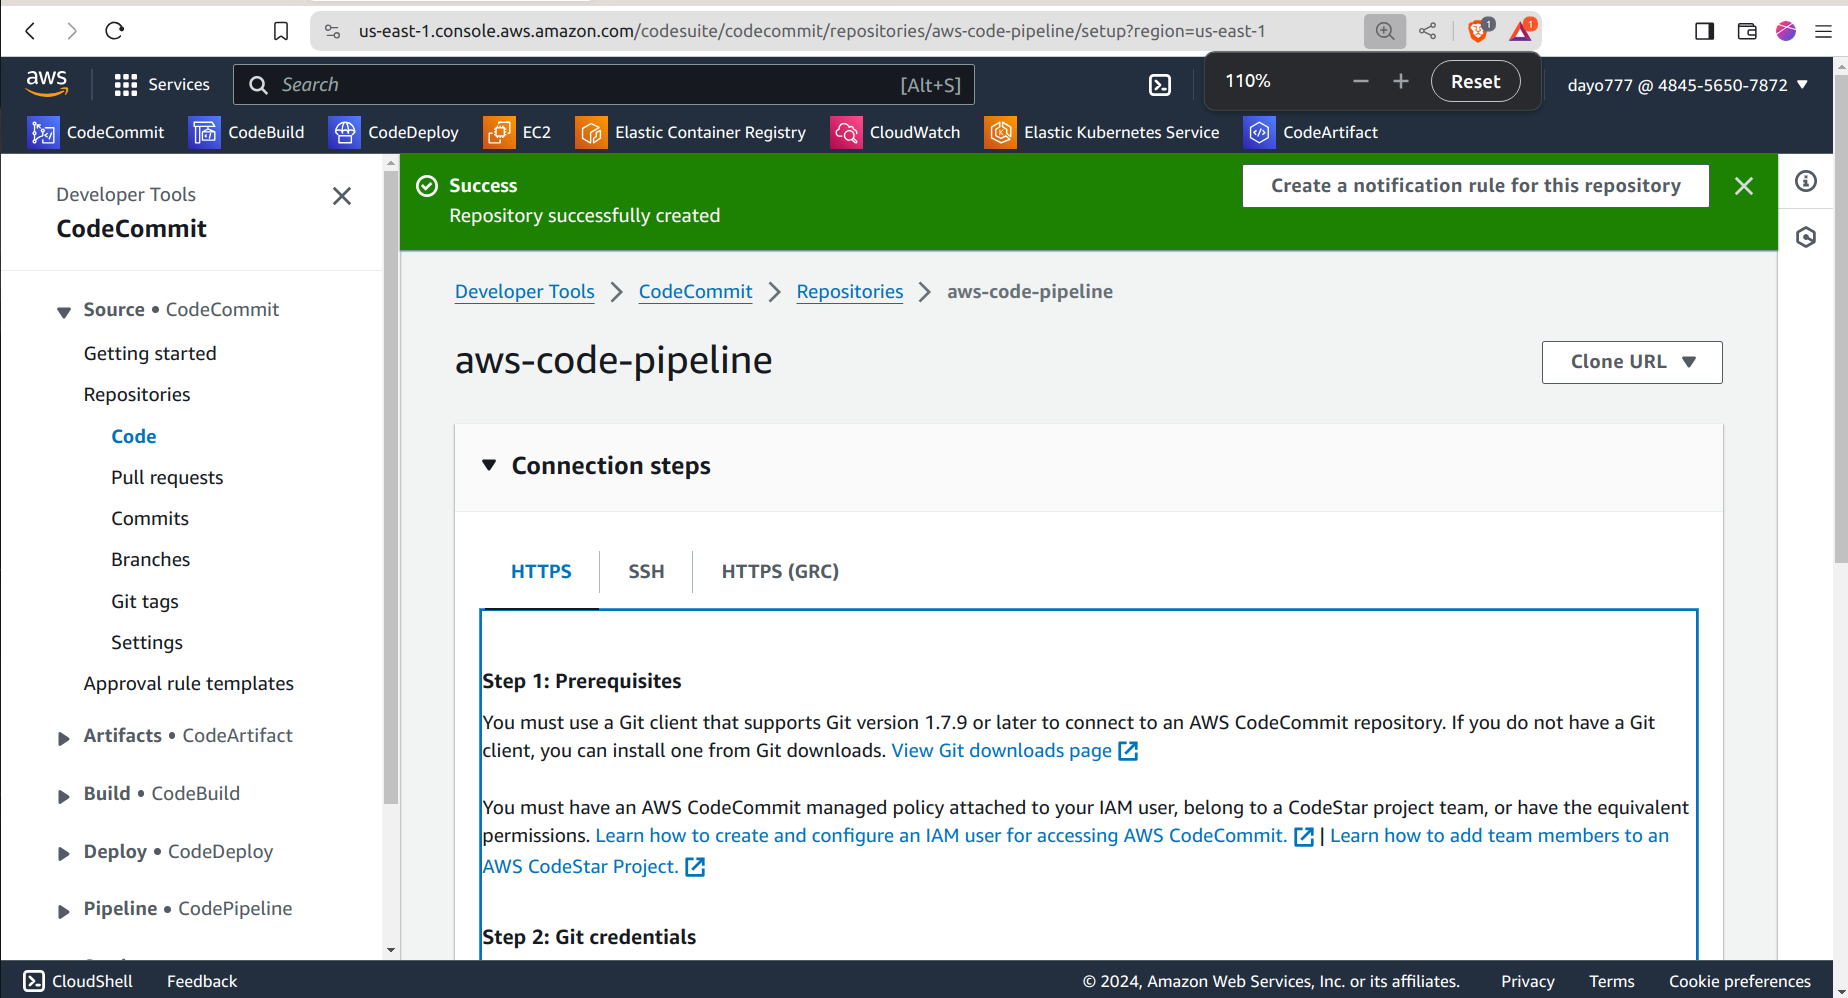 us-east-1.console.aws.amazon.com/codesuite/codecommit/repositories/aws-code-pipeline/setup?region=us-east-1
1
1
aws
Services
Search
[Alt+S]
110%
Reset
dayo777 @ 4845-5650-7872
CodeCommit
CodeBuild
CodeDeploy
EC2
Elastic Container Registry
CloudWatch
Elastic Kubernetes Service
CodeArtifact
Developer Tools
CodeCommit
Source • CodeCommit
Getting started
Repositories
Code
Pull requests
Commits
Branches
Git tags
Settings
Approval rule templates
Artifacts • CodeArtifact
Build • CodeBuild
Deploy • CodeDeploy
Pipeline • CodePipeline
Success
Repository successfully created
Create a notification rule for this repository
Developer Tools
CodeCommit
Repositories
aws-code-pipeline
aws-code-pipeline
Clone URL
Connection steps
HTTPS
SSH
HTTPS (GRC)
Step 1: Prerequisites
You must use a Git client that supports Git version 1.7.9 or later to connect to an AWS CodeCommit repository. If you do not have a Git
client, you can install one from Git downloads. View Git downloads page
You must have an AWS CodeCommit managed policy attached to your IAM user, belong to a CodeStar project team, or have the equivalent
permissions. Learn how to create and configure an IAM user for accessing AWS CodeCommit. | Learn how to add team members to an
AWS CodeStar Project.
Step 2: Git credentials
CloudShell
Feedback
© 2024, Amazon Web Services, Inc. or its affiliates.
Privacy
Terms
Cookie preferences